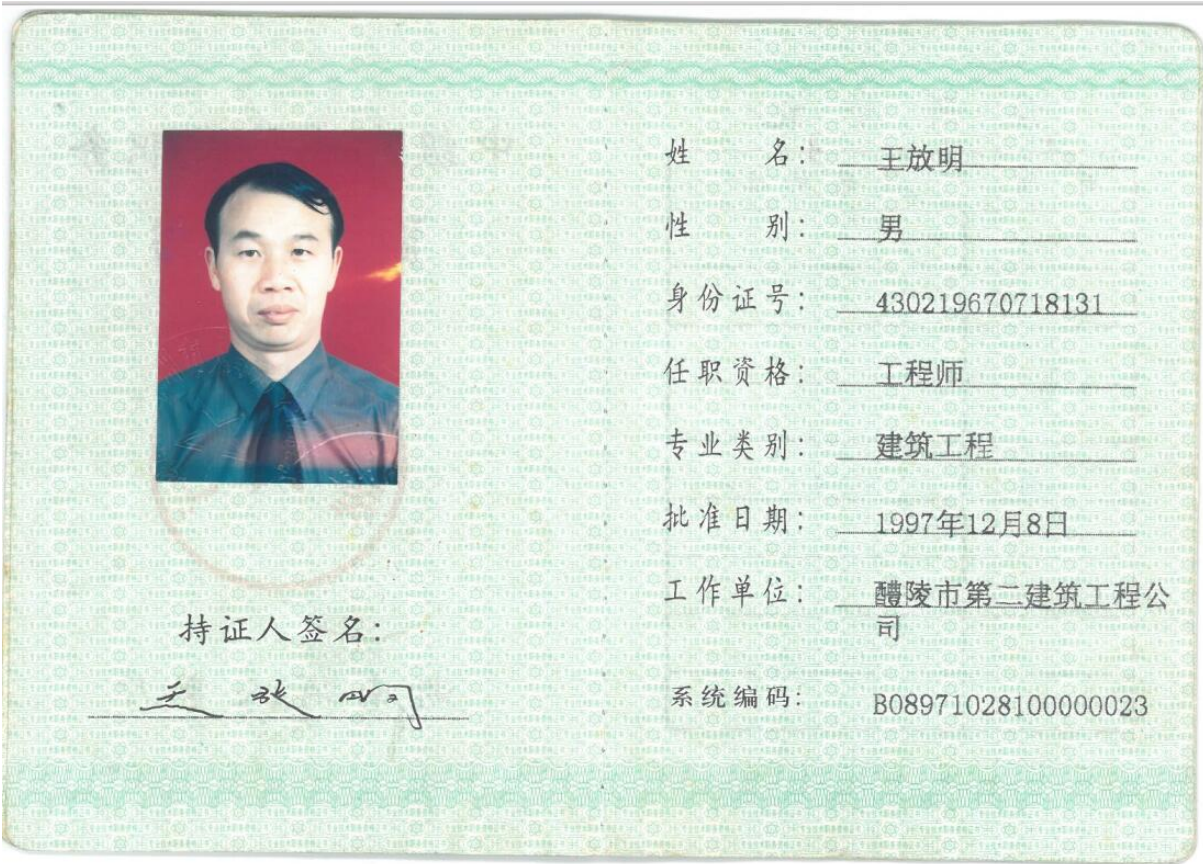 持证人签名:
王放明
姓 名: 王放明
性 别: 男
身份证号: 430219670718131
任职资格: 工程师
专业类别: 建筑工程
批准日期: 1997年12月8日
工作单位: 醴陵市第二建筑工程公
司
系统编码: B08971028100000023